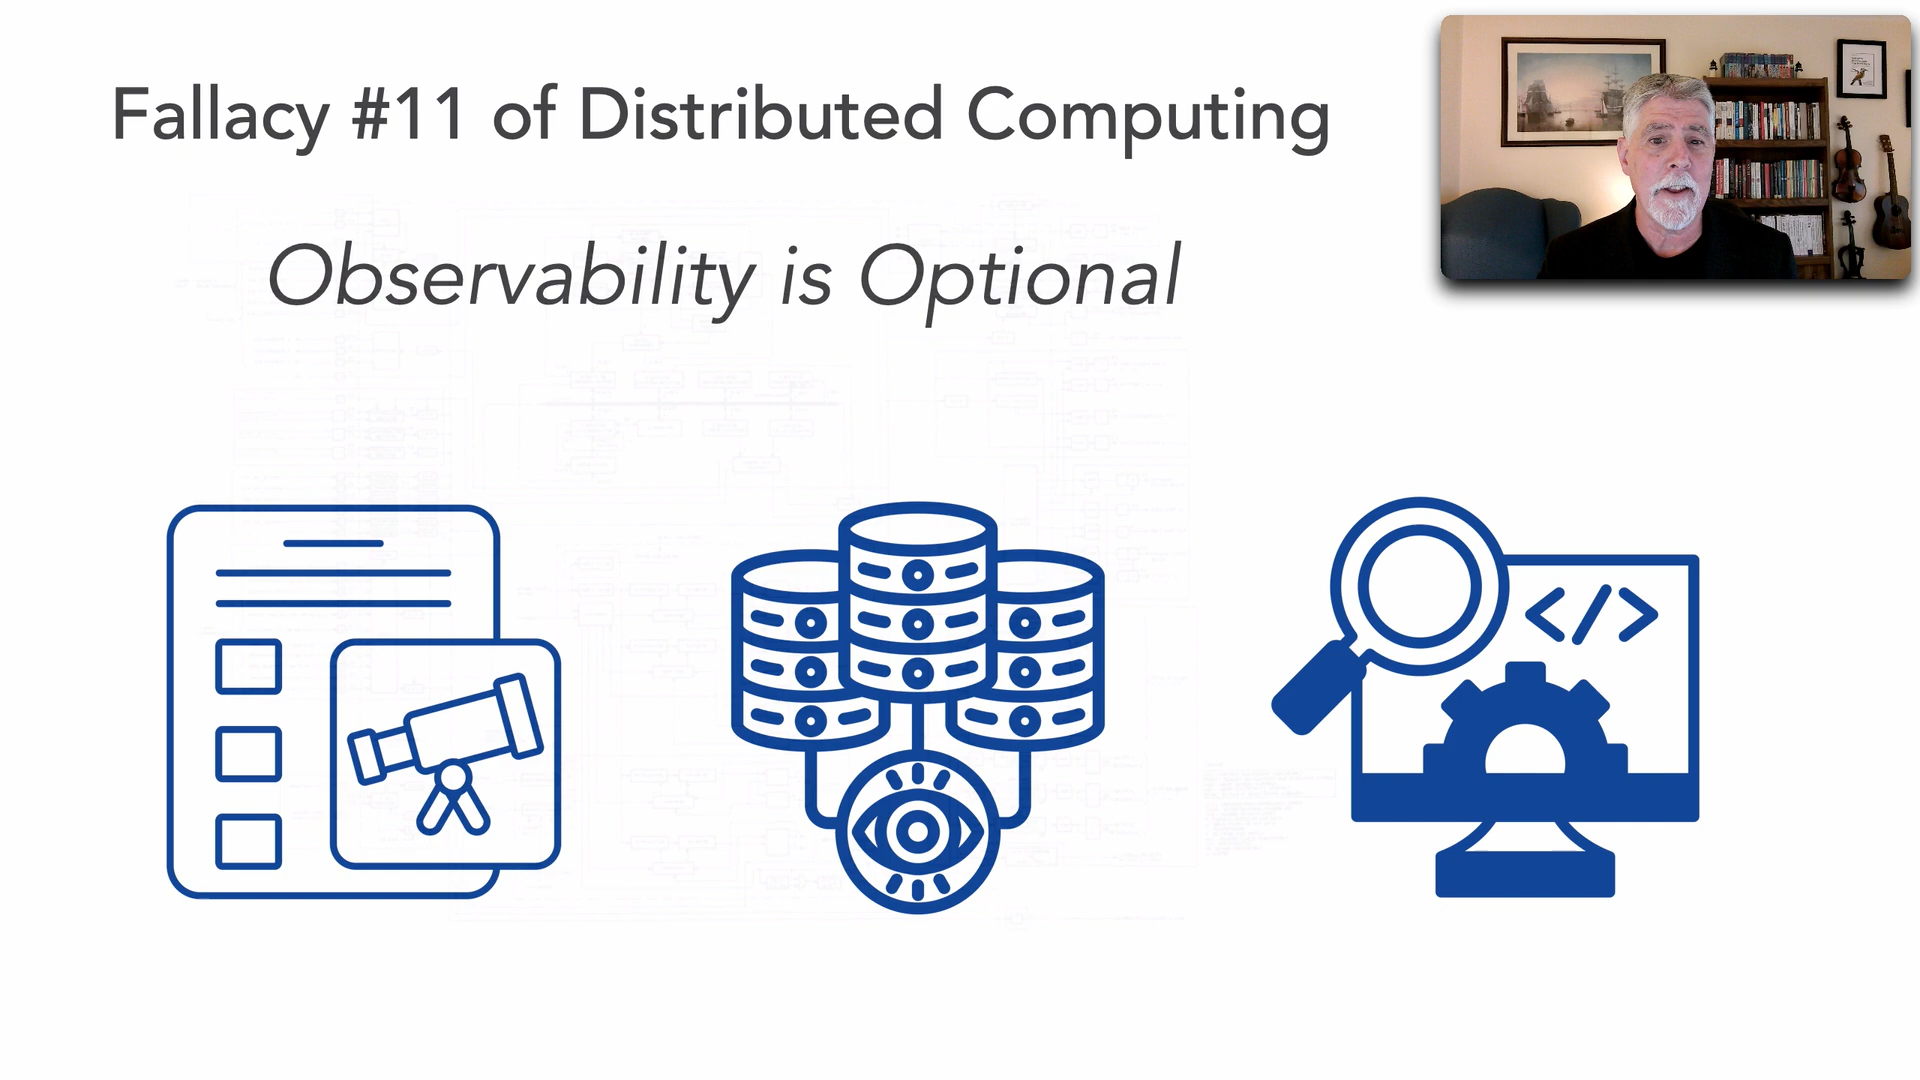 Fallacy #11 of Distributed Computing
Observability is Optional
</>